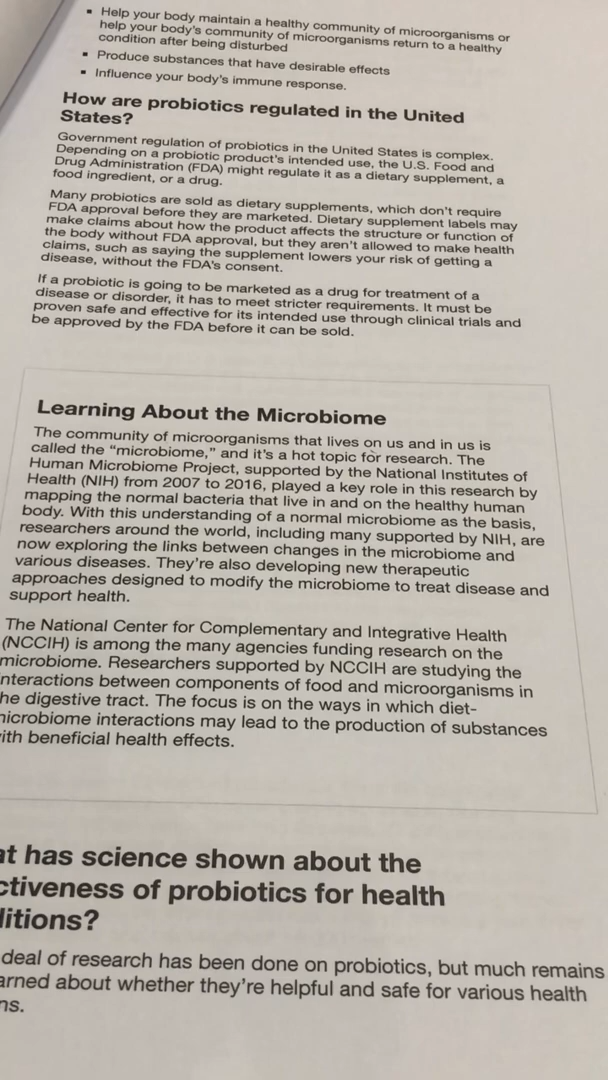 ▪ Help your body maintain a healthy community of microorganisms or
help your body's community of microorganisms return to a healthy
condition after being disturbed
▪ Produce substances that have desirable effects
▪ Influence your body's immune response.
How are probiotics regulated in the United
States?
Government regulation of probiotics in the United States is complex.
Depending on a probiotic product's intended use, the U.S. Food and
Drug Administration (FDA) might regulate it as a dietary supplement, a
food ingredient, or a drug.
Many probiotics are sold as dietary supplements, which don't require
FDA approval before they are marketed. Dietary supplement labels may
make claims about how the product affects the structure or function of
the body without FDA approval, but they aren't allowed to make health
claims, such as saying the supplement lowers your risk of getting a
disease, without the FDA's consent.
If a probiotic is going to be marketed as a drug for treatment of a
disease or disorder, it has to meet stricter requirements. It must be
proven safe and effective for its intended use through clinical trials and
be approved by the FDA before it can be sold.
Learning About the Microbiome
The community of microorganisms that lives on us and in us is
called the "microbiome," and it's a hot topic for research. The
Human Microbiome Project, supported by the National Institutes of
Health (NIH) from 2007 to 2016, played a key role in this research by
mapping the normal bacteria that live in and on the healthy human
body. With this understanding of a normal microbiome as the basis,
researchers around the world, including many supported by NIH, are
now exploring the links between changes in the microbiome and
various diseases. They're also developing new therapeutic
approaches designed to modify the microbiome to treat disease and
support health.
The National Center for Complementary and Integrative Health
(NCCIH) is among the many agencies funding research on the
microbiome. Researchers supported by NCCIH are studying the
nteractions between components of food and microorganisms in
he digestive tract. The focus is on the ways in which diet-
nicrobiome interactions may lead to the production of substances
ith beneficial health effects.
at has science shown about the
ctiveness of probiotics for health
ditions?
deal of research has been done on probiotics, but much remains
arned about whether they're helpful and safe for various health
ns.